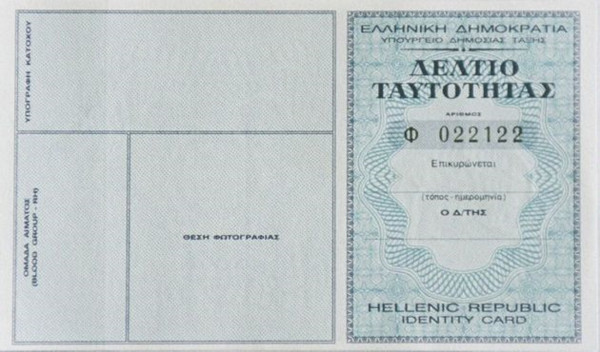 ΥΠΟΓΡΑΦΗ ΚΑΤΟΧΟΥ
ΟΜΑΔΑ ΑΙΜΑΤΟΣ
(BLOOD GROUP - RH)
ΘΕΣΗ ΦΩΤΟΓΡΑΦΙΑΣ
ΕΛΛΗΝΙΚΗ ΔΗΜΟΚΡΑΤΙΑ
ΥΠΟΥΡΓΕΙΟ ΔΗΜΟΣΙΑΣ ΤΑΞΗΣ
ΔΕΛΤΙΟ
ΤΑΥΤΟΤΗΤΑΣ
ΑΡΙΘΜΟΣ
Φ 022122
Επικυρώνεται
(τόπος - ημερομηνία)
Ο Δ/ΤΗΣ
HELLENIC REPUBLIC
IDENTITY CARD